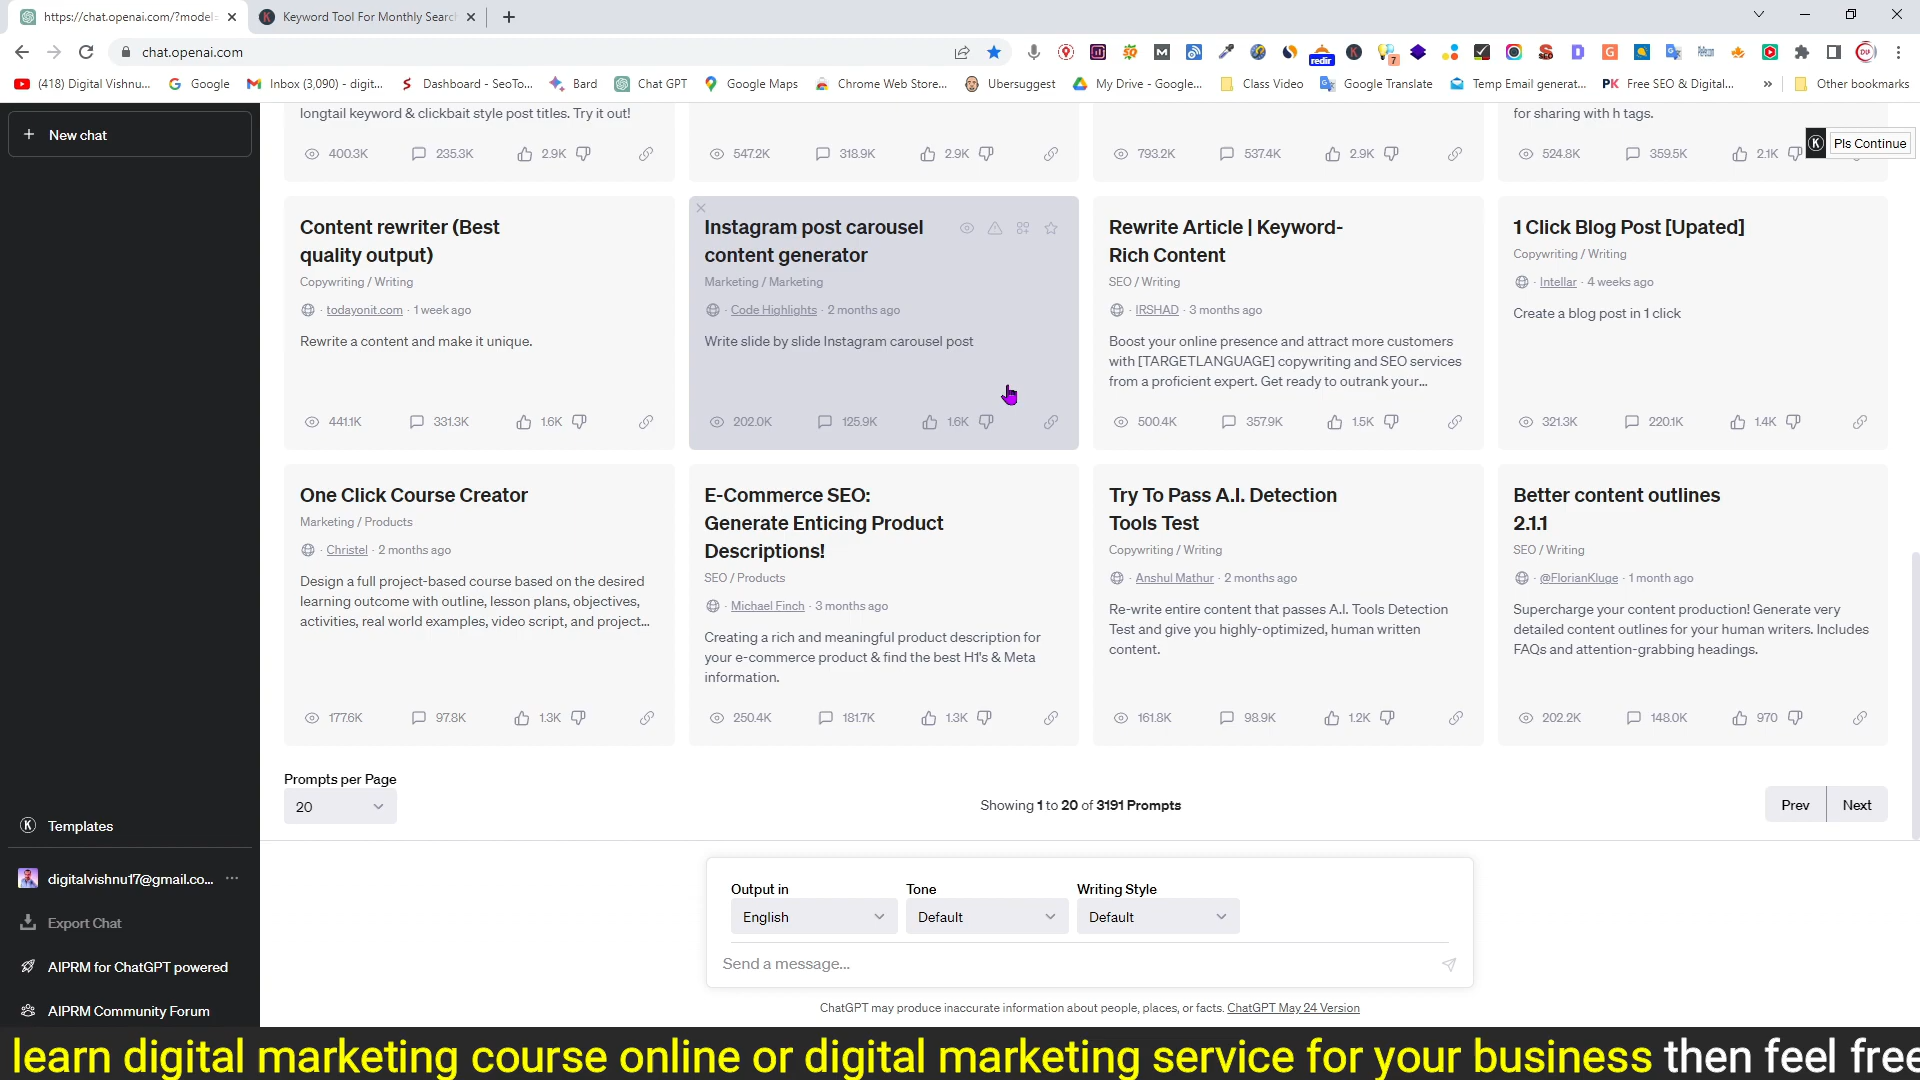 https://chat.openai.com/?model=
Keyword Tool For Monthly Search
chat.openai.com
redir
7
(418) Digital Vishnu...
Google
Inbox (3,090) - digit...
Dashboard - SeoTo...
Bard
Chat GPT
Google Maps
Chrome Web Store...
Ubersuggest
My Drive - Google...
Class Video
Google Translate
Temp Email generat...
PK Free SEO & Digital...
»
Other bookmarks
New chat
longtail keyword & clickbait style post titles. Try it out!
for sharing with h tags.
Pls Continue
400.3K 235.3K 2.9K
547.2K 318.9K 2.9K
793.2K 537.4K 2.9K
524.8K 359.5K 2.1K
Content rewriter (Best
quality output)
Copywriting / Writing
· todayonit.com · 1 week ago
Rewrite a content and make it unique.
441.1K 331.3K 1.6K
Instagram post carousel
content generator
Marketing / Marketing
· Code Highlights · 2 months ago
Write slide by slide Instagram carousel post
202.0K 125.9K 1.6K
Rewrite Article | Keyword-
Rich Content
SEO / Writing
· IRSHAD · 3 months ago
Boost your online presence and attract more customers
with [TARGETLANGUAGE] copywriting and SEO services
from a proficient expert. Get ready to outrank your...
500.4K 357.9K 1.5K
1 Click Blog Post [Upated]
Copywriting / Writing
· Intellar · 4 weeks ago
Create a blog post in 1 click
321.3K 220.1K 1.4K
One Click Course Creator
Marketing / Products
· Christel · 2 months ago
Design a full project-based course based on the desired
learning outcome with outline, lesson plans, objectives,
activities, real world examples, video script, and project...
177.6K 97.8K 1.3K
E-Commerce SEO:
Generate Enticing Product
Descriptions!
SEO / Products
· Michael Finch · 3 months ago
Creating a rich and meaningful product description for
your e-commerce product & find the best H1's & Meta
information.
250.4K 181.7K 1.3K
Try To Pass A.I. Detection
Tools Test
Copywriting / Writing
· Anshul Mathur · 2 months ago
Re-write entire content that passes A.I. Tools Detection
Test and give you highly-optimized, human written
content.
161.8K 98.9K 1.2K
Better content outlines
2.1.1
SEO / Writing
· @FlorianKluge · 1 month ago
Supercharge your content production! Generate very
detailed content outlines for your human writers. Includes
FAQs and attention-grabbing headings.
202.2K 148.0K 970
Prompts per Page
20
Showing 1 to 20 of 3191 Prompts
Prev Next
Templates
digitalvishnu17@gmail.co...
Export Chat
AIPRM for ChatGPT powered
AIPRM Community Forum
Output in Tone Writing Style
English Default Default
Send a message...
ChatGPT may produce inaccurate information about people, places, or facts. ChatGPT May 24 Version
learn digital marketing course online or digital marketing service for your business then feel free